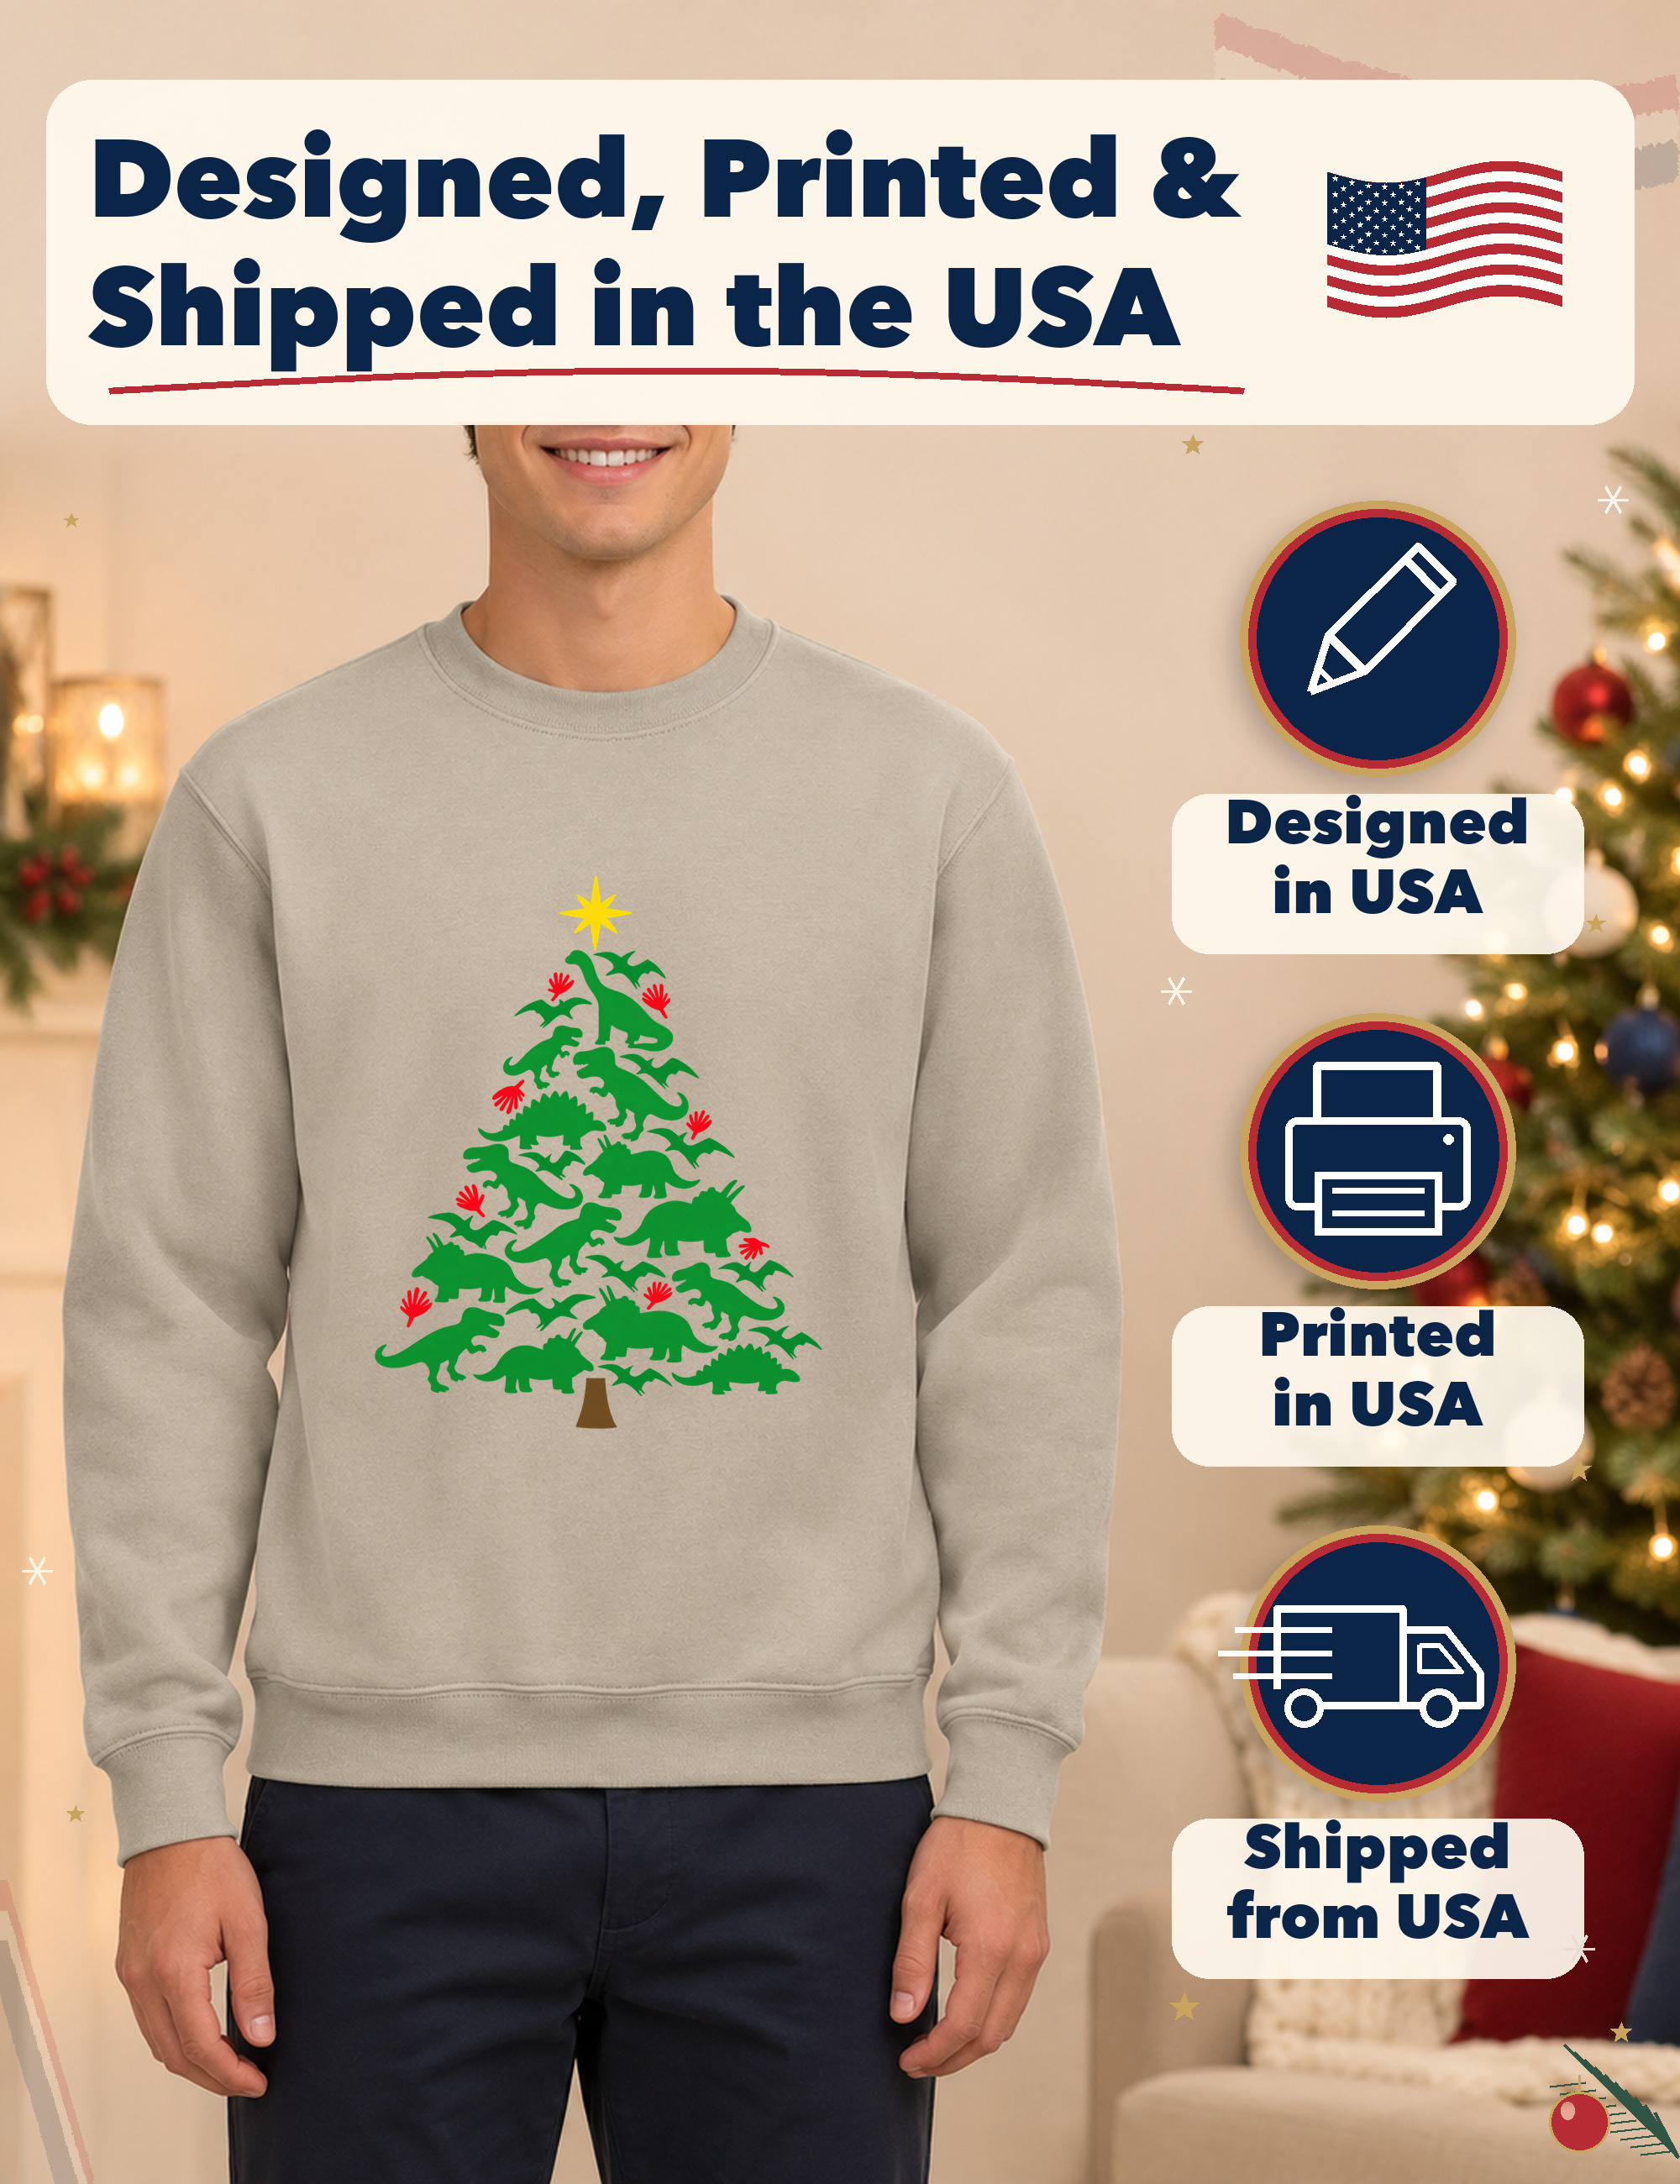 Designed, Printed &
Shipped in the USA
Designed
in USA
Printed
in USA
Shipped
from USA